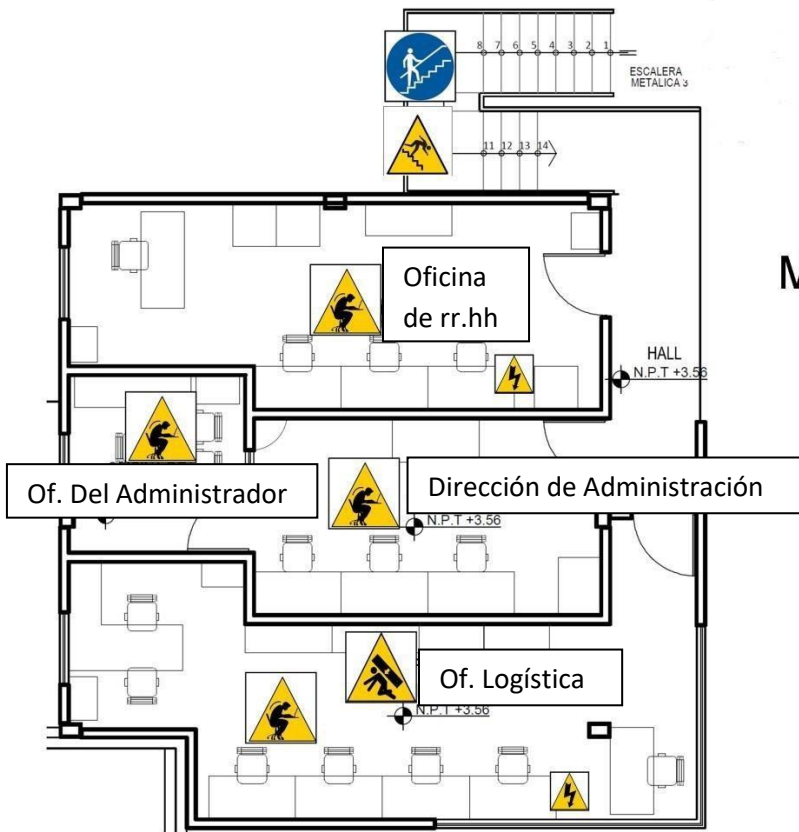 8 7 6 5 4 3 2 1
ESCALERA
METALICA 3
11 12 13 14
Oficina
de rr.hh
M
HALL
N.P.T +3.56
Of. Del Administrador
Dirección de Administración
N.P.T +3.56
Of. Logística
N.P.T +3.56